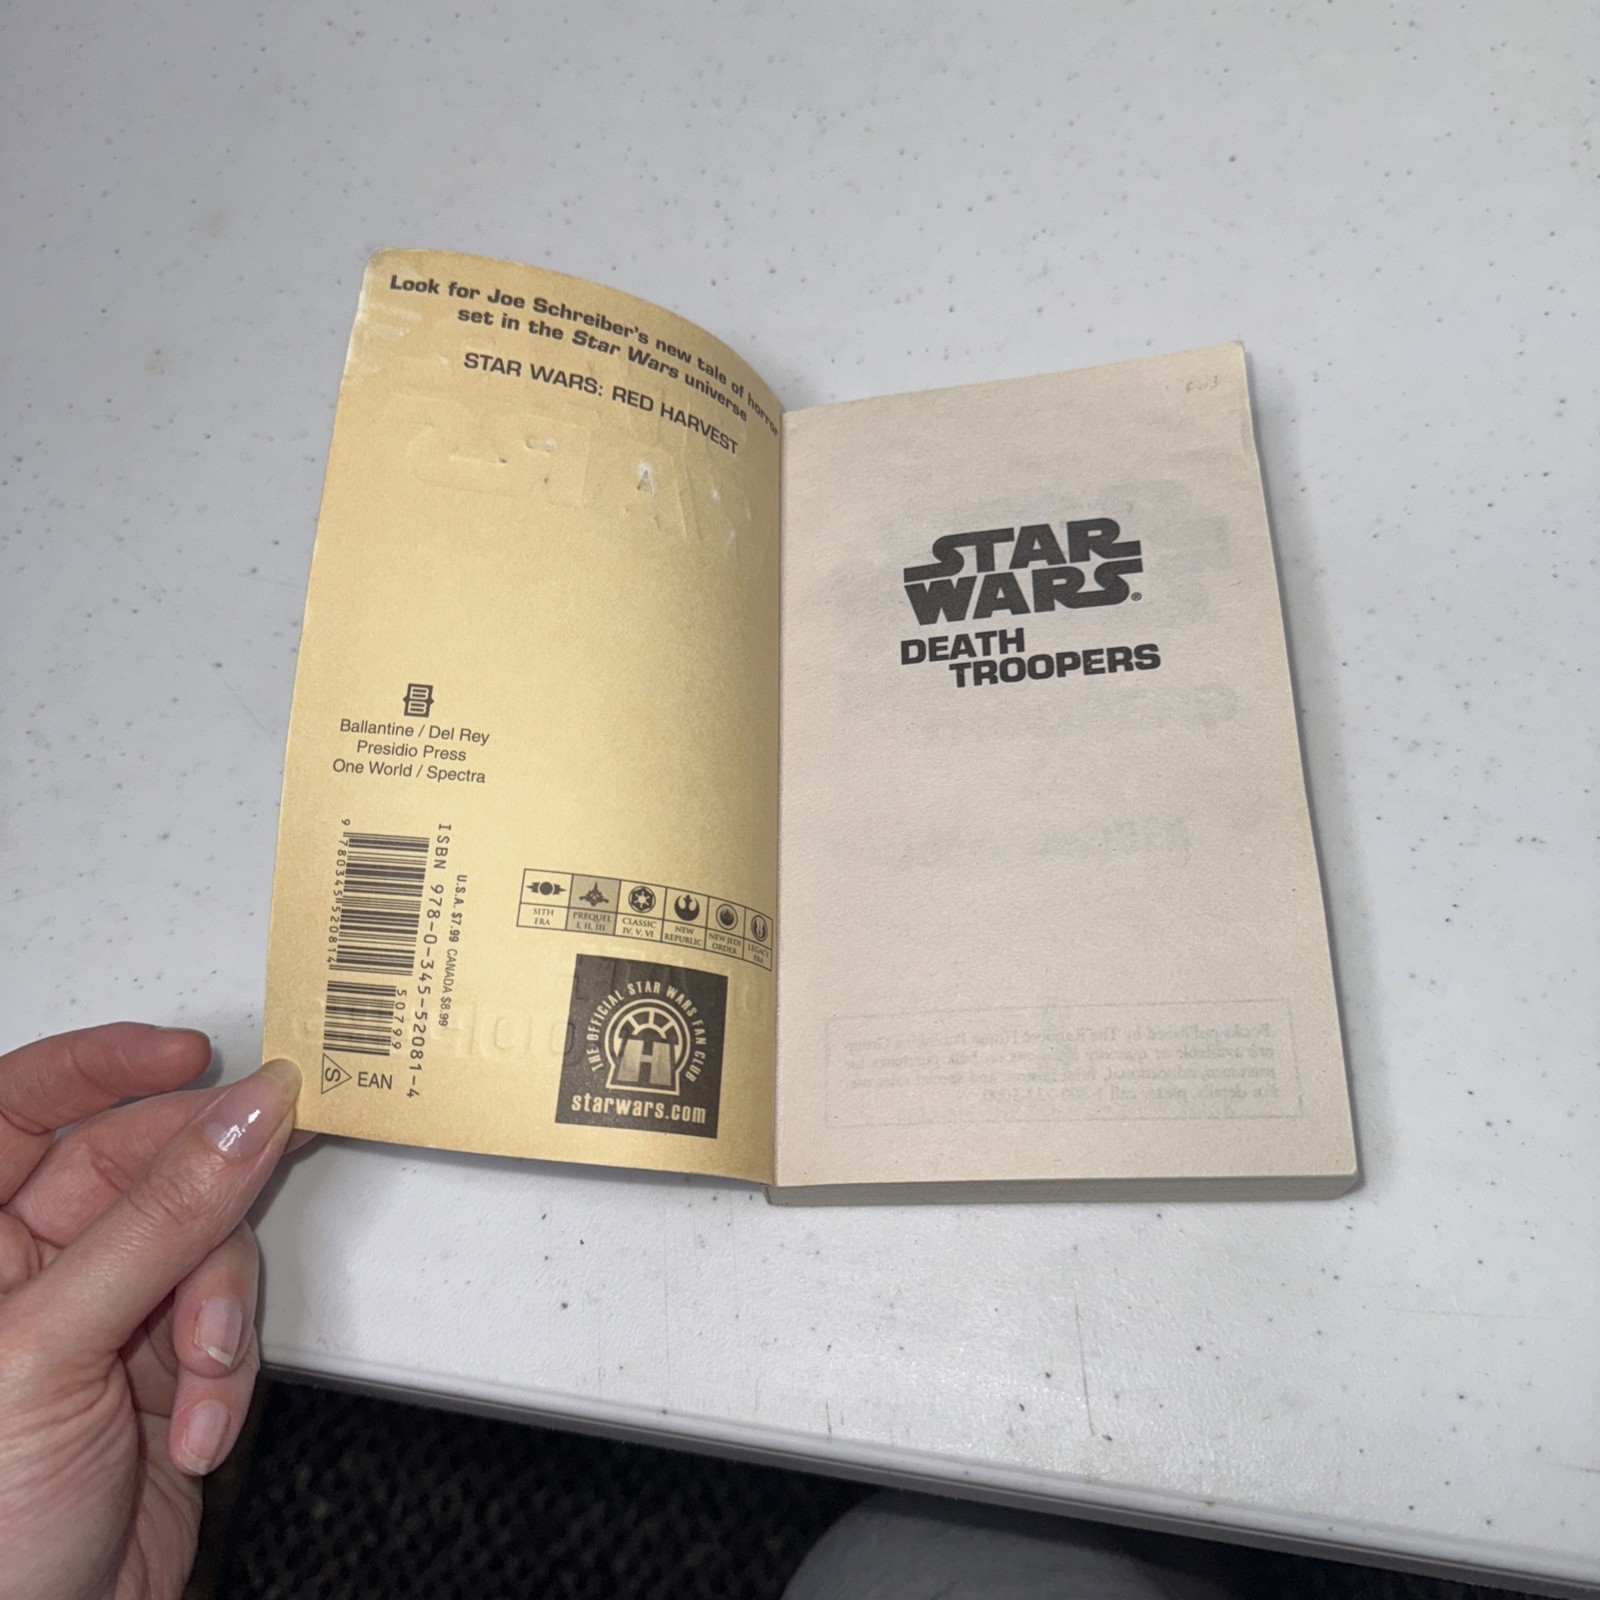 Look for Joe Schreiber's new tale of horror
set in the Star Wars universe
STAR WARS: RED HARVEST
Ballantine / Del Rey
Presidio Press
One World / Spectra
ISBN 978-0-345-52081-4
U.S.A. $7.99 CANADA $8.99
9 780345 520814
50799
S EAN
SITH
ERA
PREQUEL
I, II, III
CLASSIC
IV, V, VI
NEW
REPUBLIC
NEW JEDI
ORDER
LEGACY
ERA
THE OFFICIAL STAR WARS FAN CLUB
H
starwars.com
STAR
WARS®
DEATH
TROOPERS